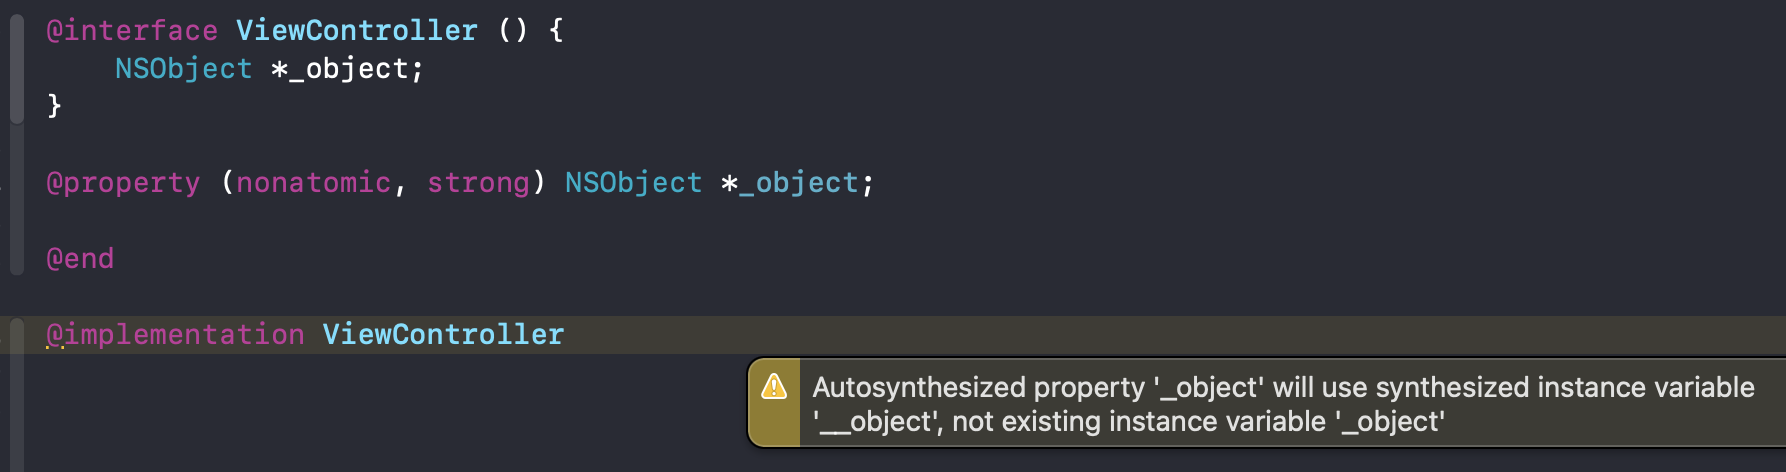 @interface ViewController () {
NSObject *_object;
}
@property (nonatomic, strong) NSObject *_object;
@end
@implementation ViewController
Autosynthesized property '_object' will use synthesized instance variable
'__object', not existing instance variable '_object'